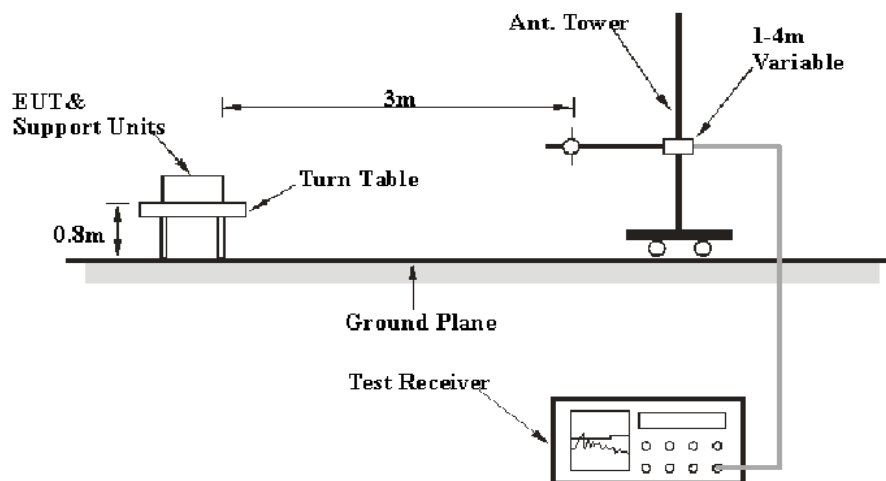 Ant. Tower
1-4m
Variable
3m
EUT&
Support Units
Turn Table
0.8m
Ground Plane
Test Receiver